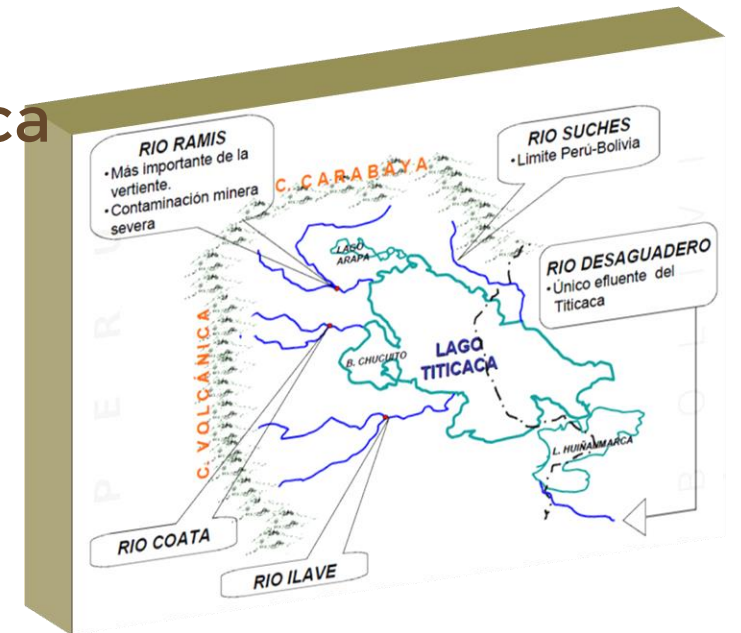 ca
RIO RAMIS
•Más importante de la
vertiente.
•Contaminación minera
severa
C. CARABAYA
RIO SUCHES
•Limite Perú-Bolivia
LAGO
ARAPA
RIO DESAGUADERO
•Único efluente del
Titicaca
P E R U
C. VOLCÁNICA
B. CHUCUITO
LAGO
TITICACA
L. HUIÑANMARCA
B O L I V I
RIO COATA
RIO ILAVE